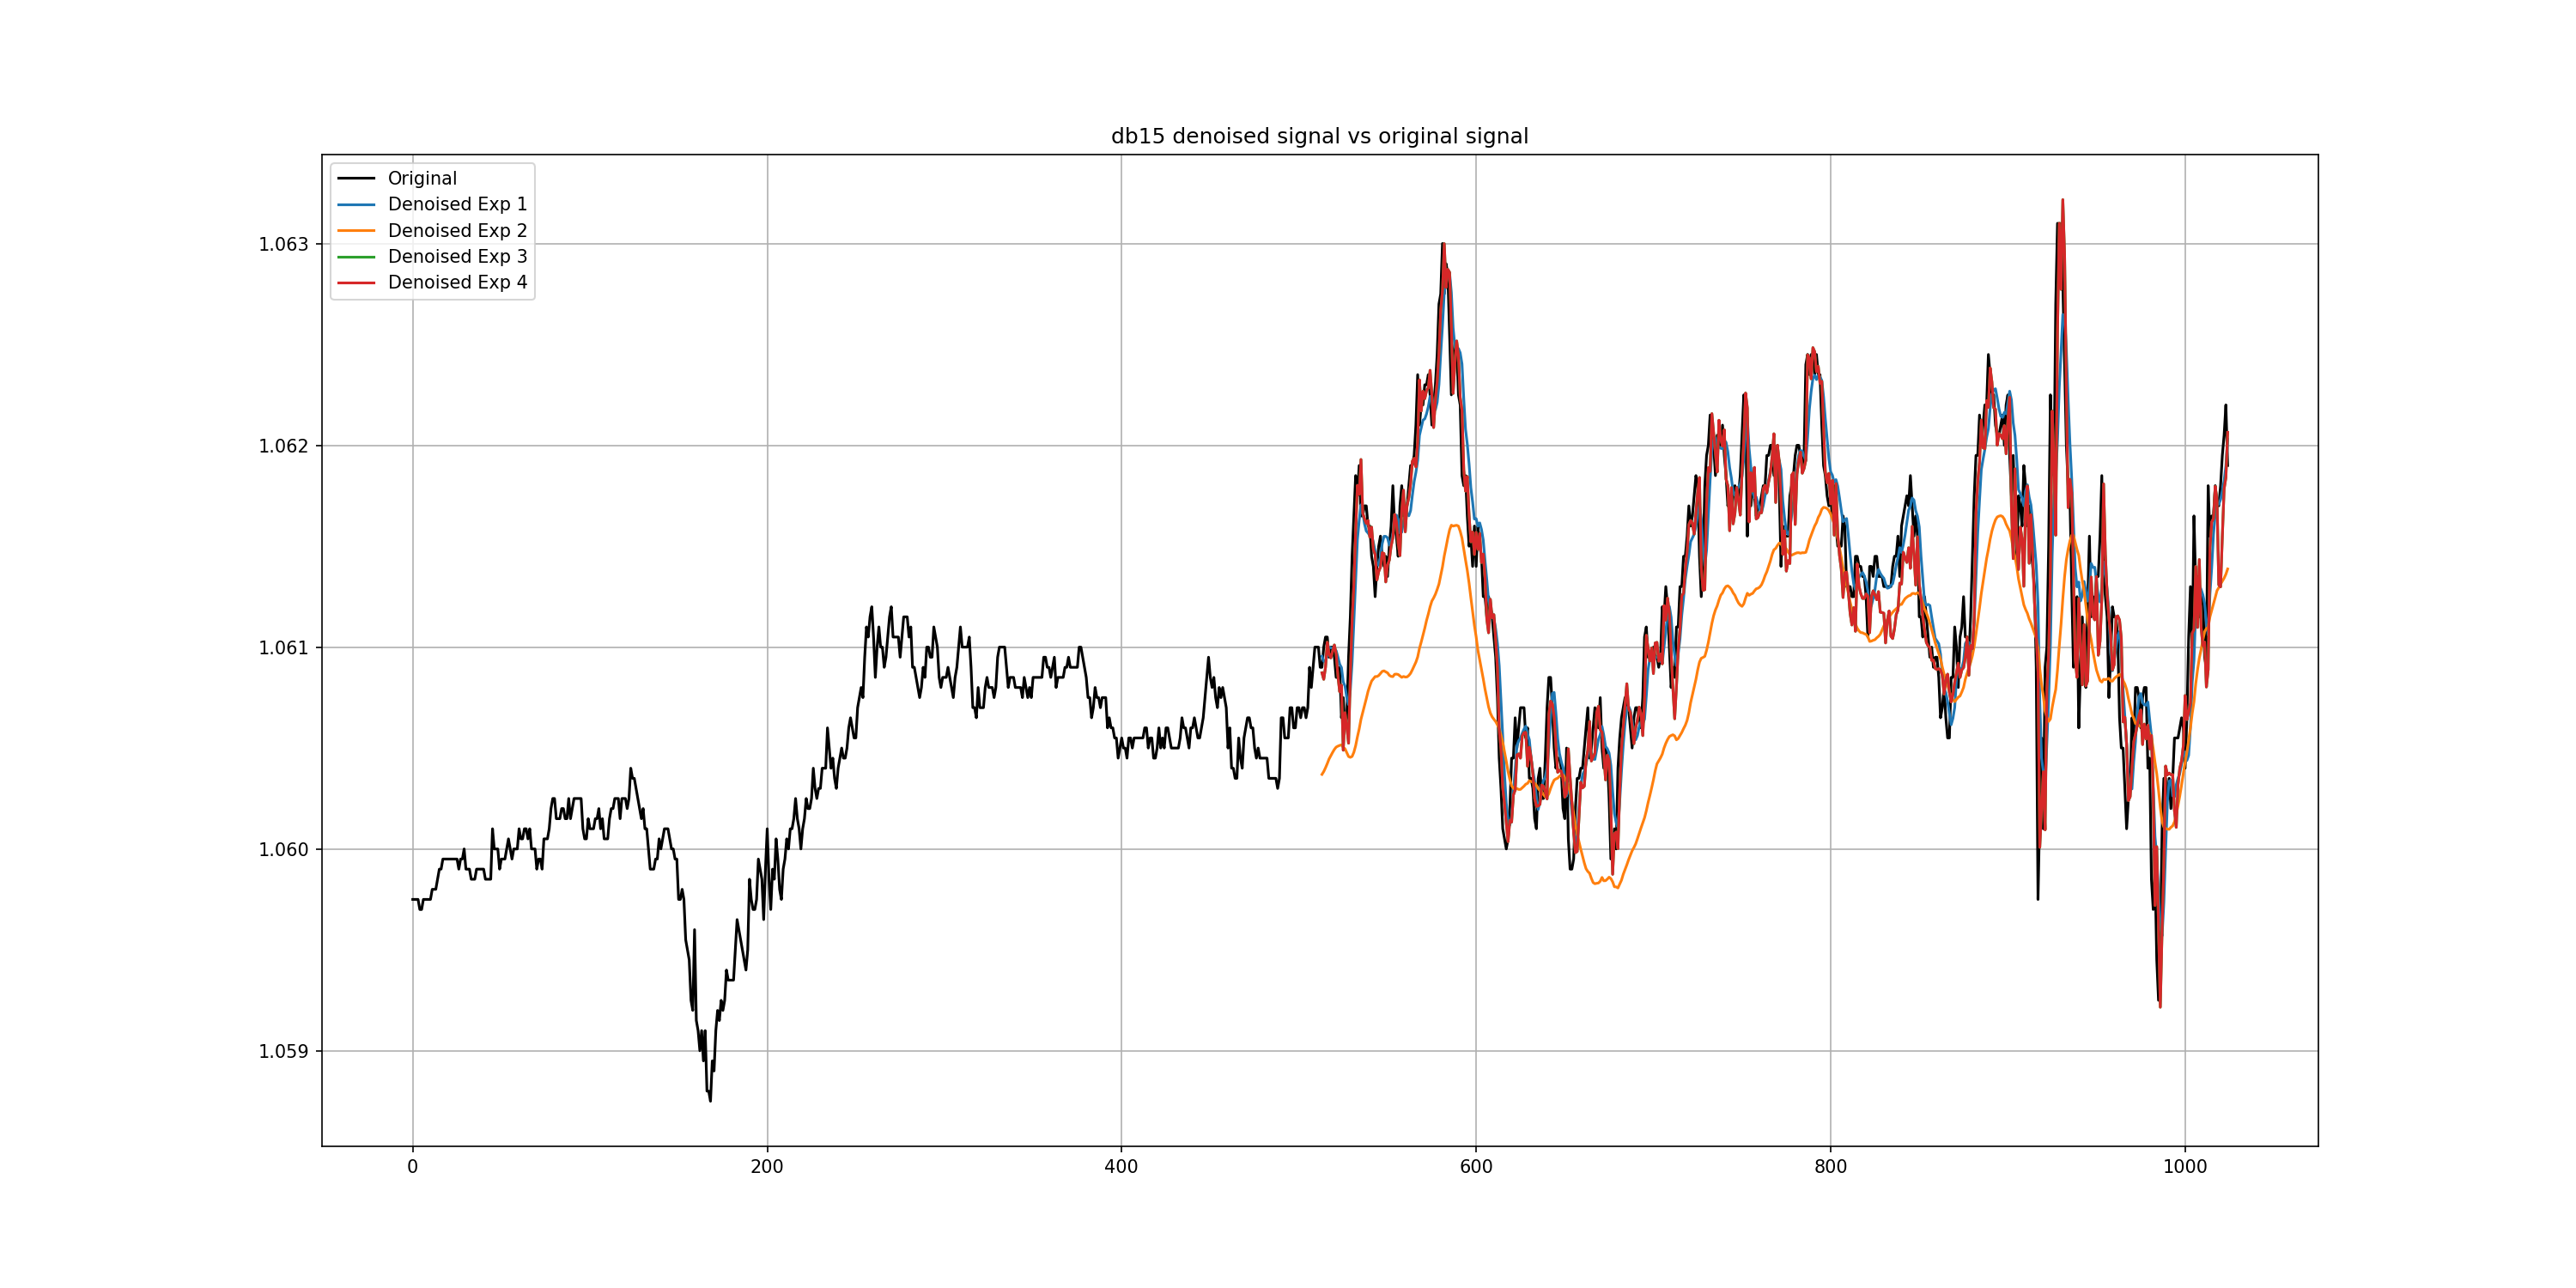 db15 denoised signal vs original signal
Original
Denoised Exp 1
Denoised Exp 2
Denoised Exp 3
Denoised Exp 4
1.063
1.062
1.061
1.060
1.059
0 200 400 600 800 1000